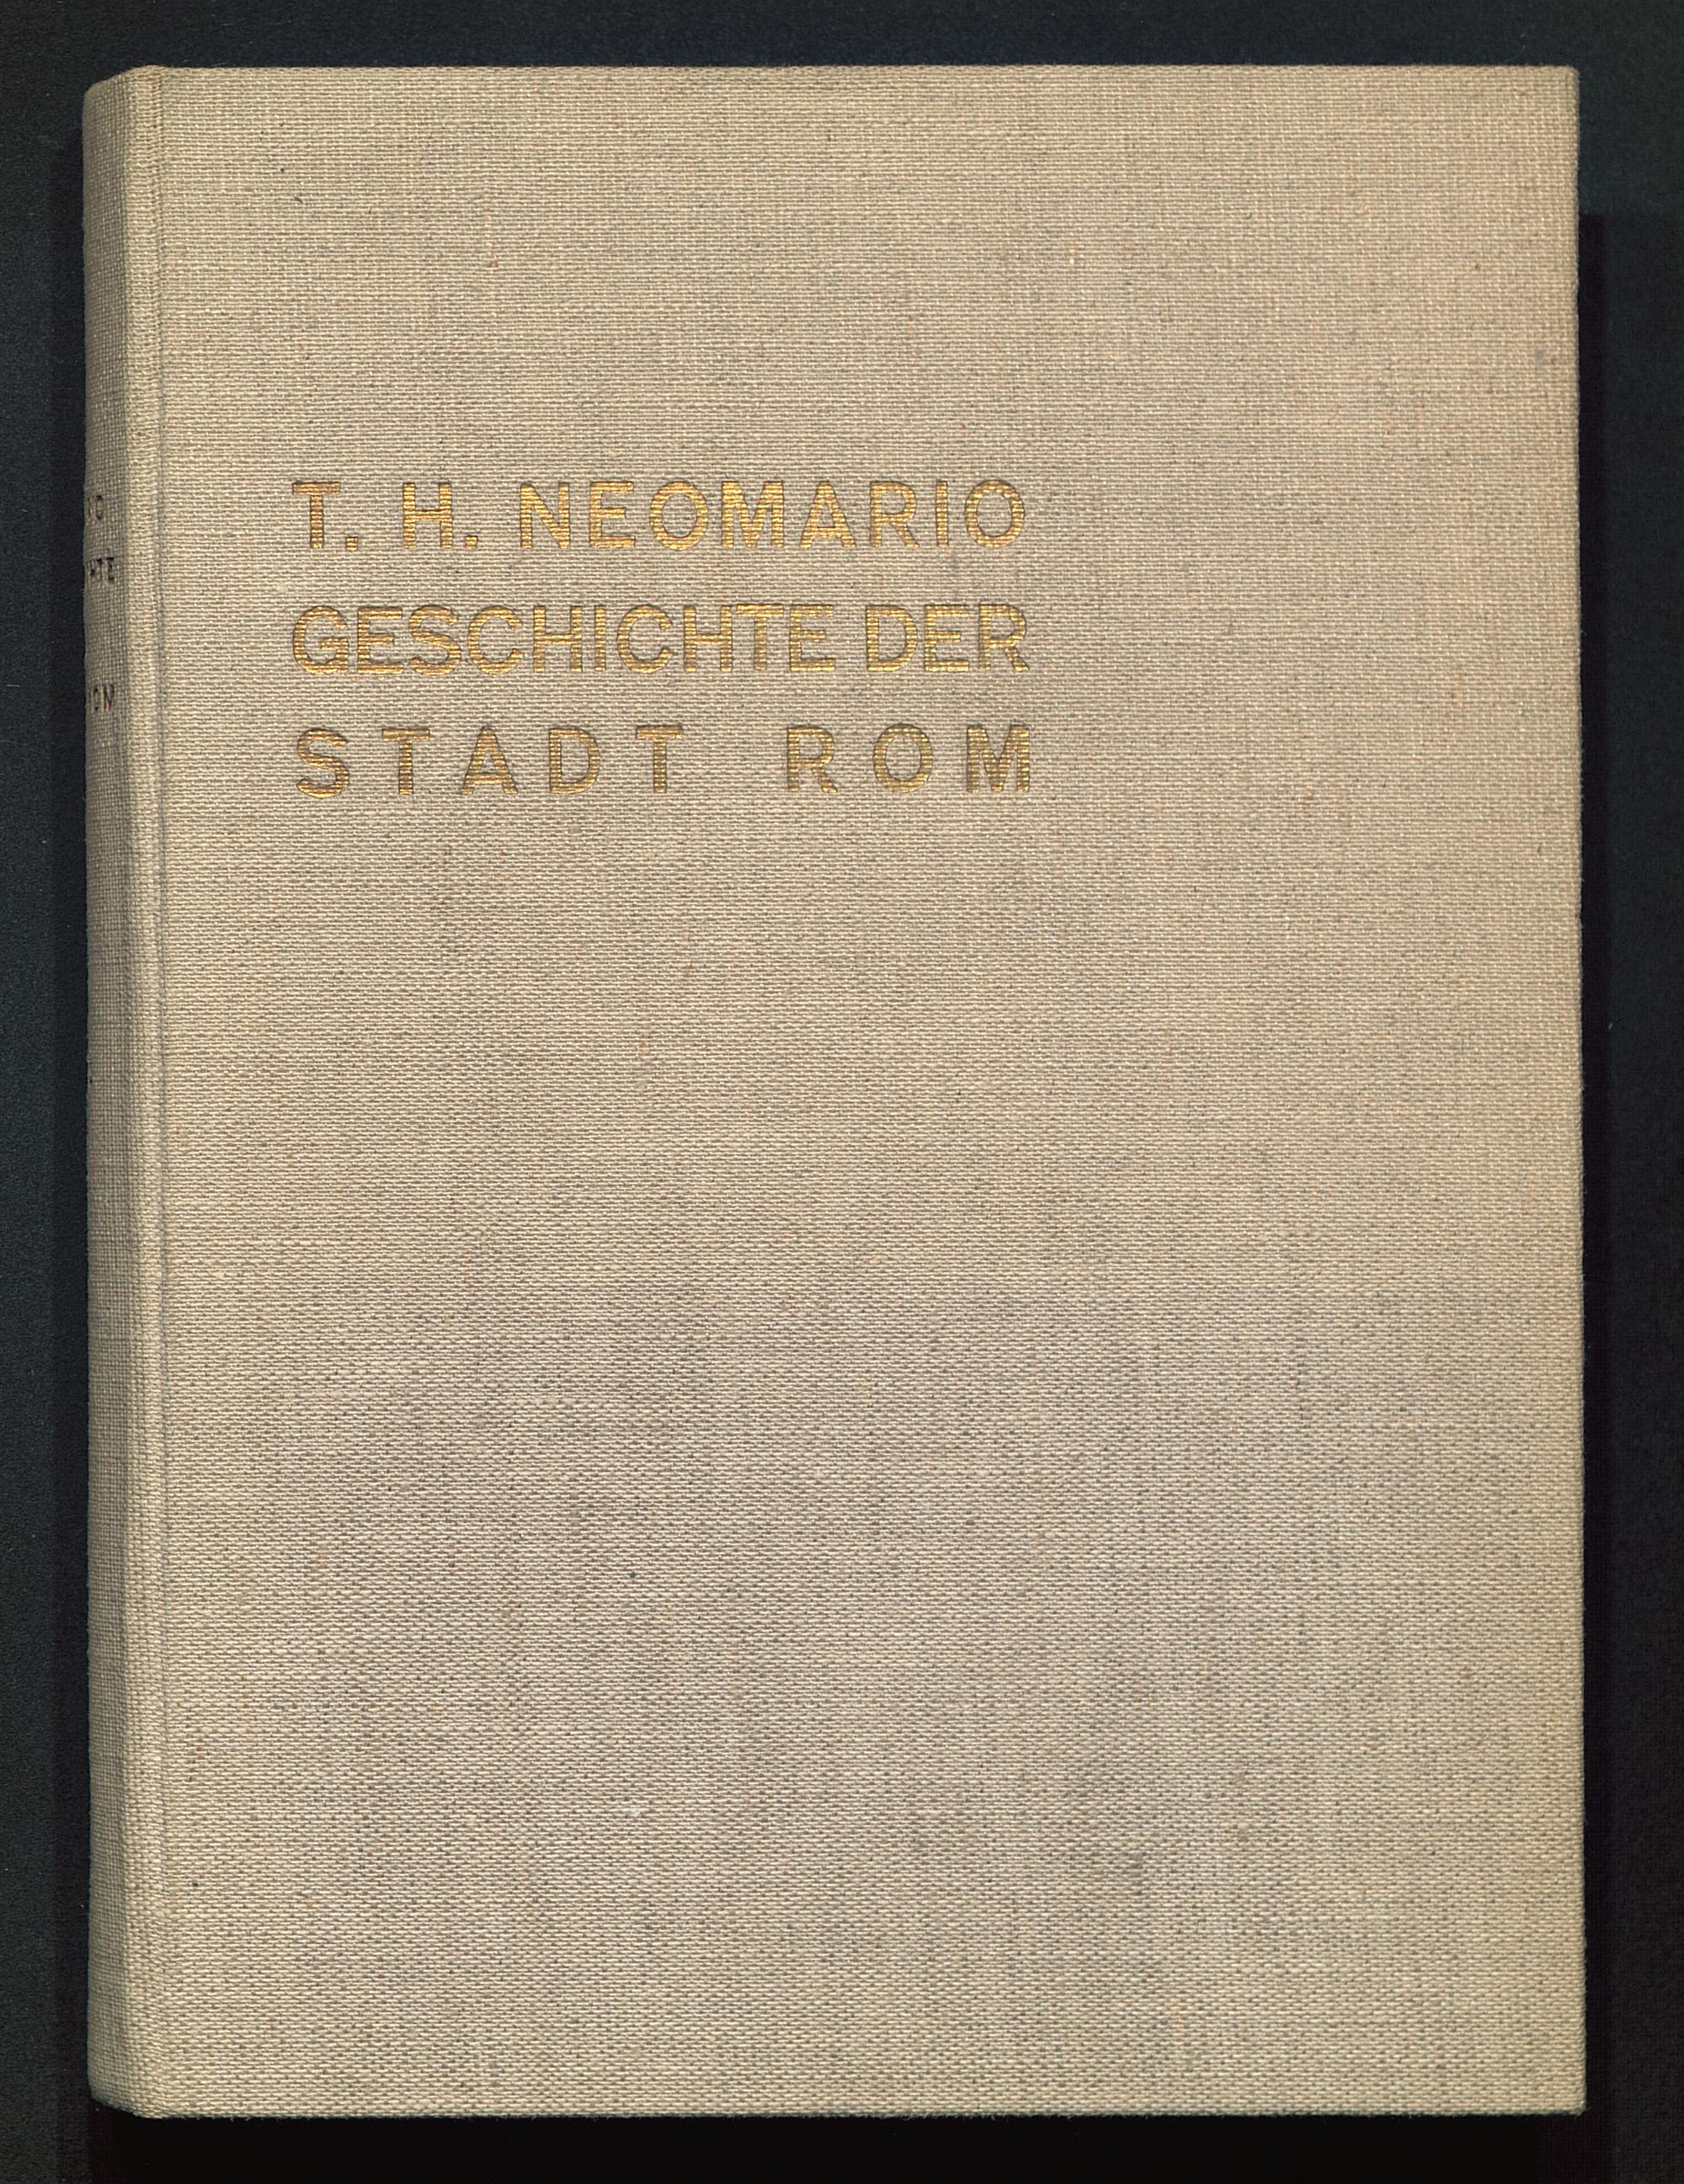 T. H. NEOMARIO
GESCHICHTE DER
STADT ROM